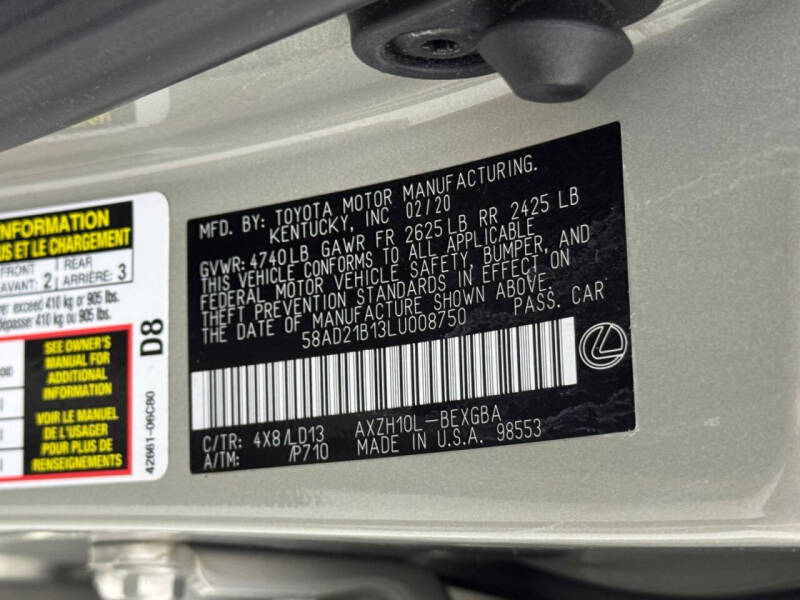 INFORMATION
US ET LE CHARGEMENT
FRONT
AVANT: 2
REAR
ARRIÈRE: 3
er exceed 410 kg or 905 lbs.
dépasser 410 kg ou 905 lbs.
SEE OWNER'S
MANUAL FOR
ADDITIONAL
INFORMATION
VOIR LE MANUEL
DE L'USAGER
POUR PLUS DE
RENSEIGNEMENTS
D8
42661-06C80
MFD. BY: TOYOTA MOTOR MANUFACTURING.
KENTUCKY, INC 02/20
GVWR: 4740LB GAWR FR 2625LB RR 2425 LB
THIS VEHICLE CONFORMS TO ALL APPLICABLE
FEDERAL MOTOR VEHICLE SAFETY, BUMPER, AND
THEFT PREVENTION STANDARDS IN EFFECT ON
THE DATE OF MANUFACTURE SHOWN ABOVE.
58AD21B13LU008750 PASS. CAR
C/TR: 4X8/LD13 AXZH10L-BEXGBA
A/TM: /P710 MADE IN U.S.A. 98553